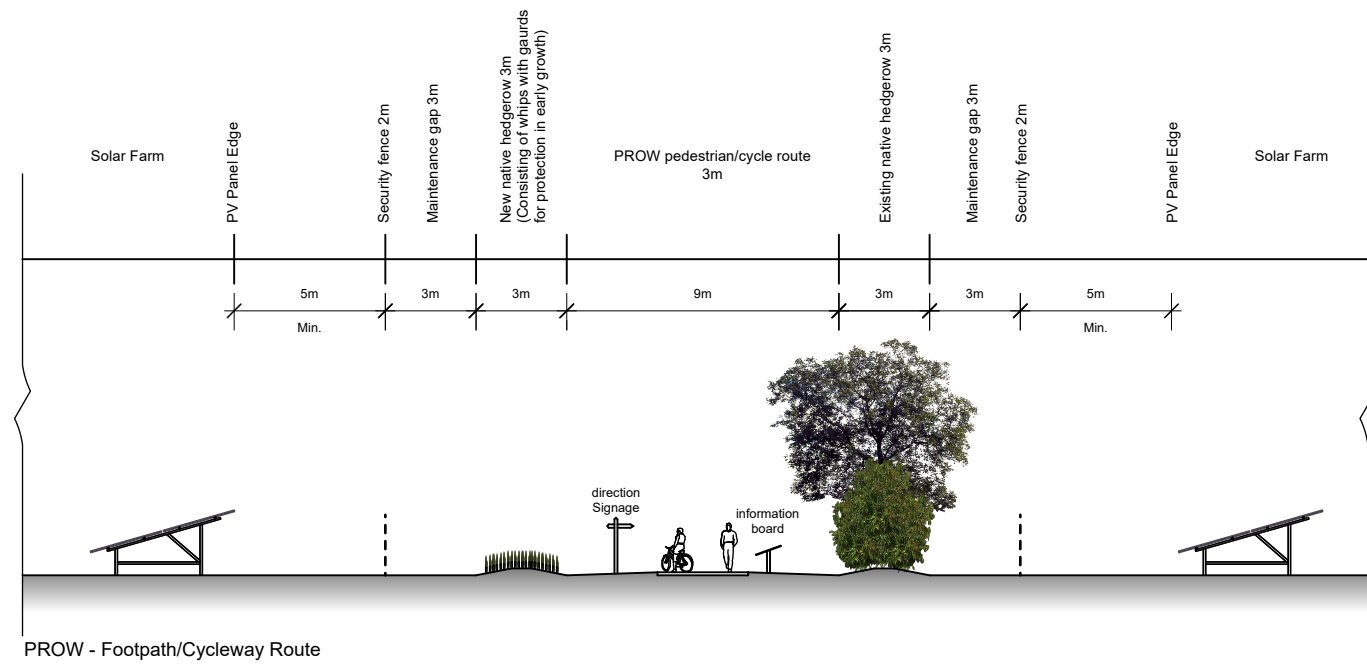 Solar Farm
PV Panel Edge
Security fence 2m
Maintenance gap 3m
New native hedgerow 3m
(Consisting of whips with gaurds
for protection in early growth)
PROW pedestrian/cycle route
3m
Existing native hedgerow 3m
Maintenance gap 3m
Security fence 2m
PV Panel Edge
Solar Farm
5m
Min.
3m
3m
9m
3m
3m
5m
Min.
direction
Signage
information
board
PROW - Footpath/Cycleway Route